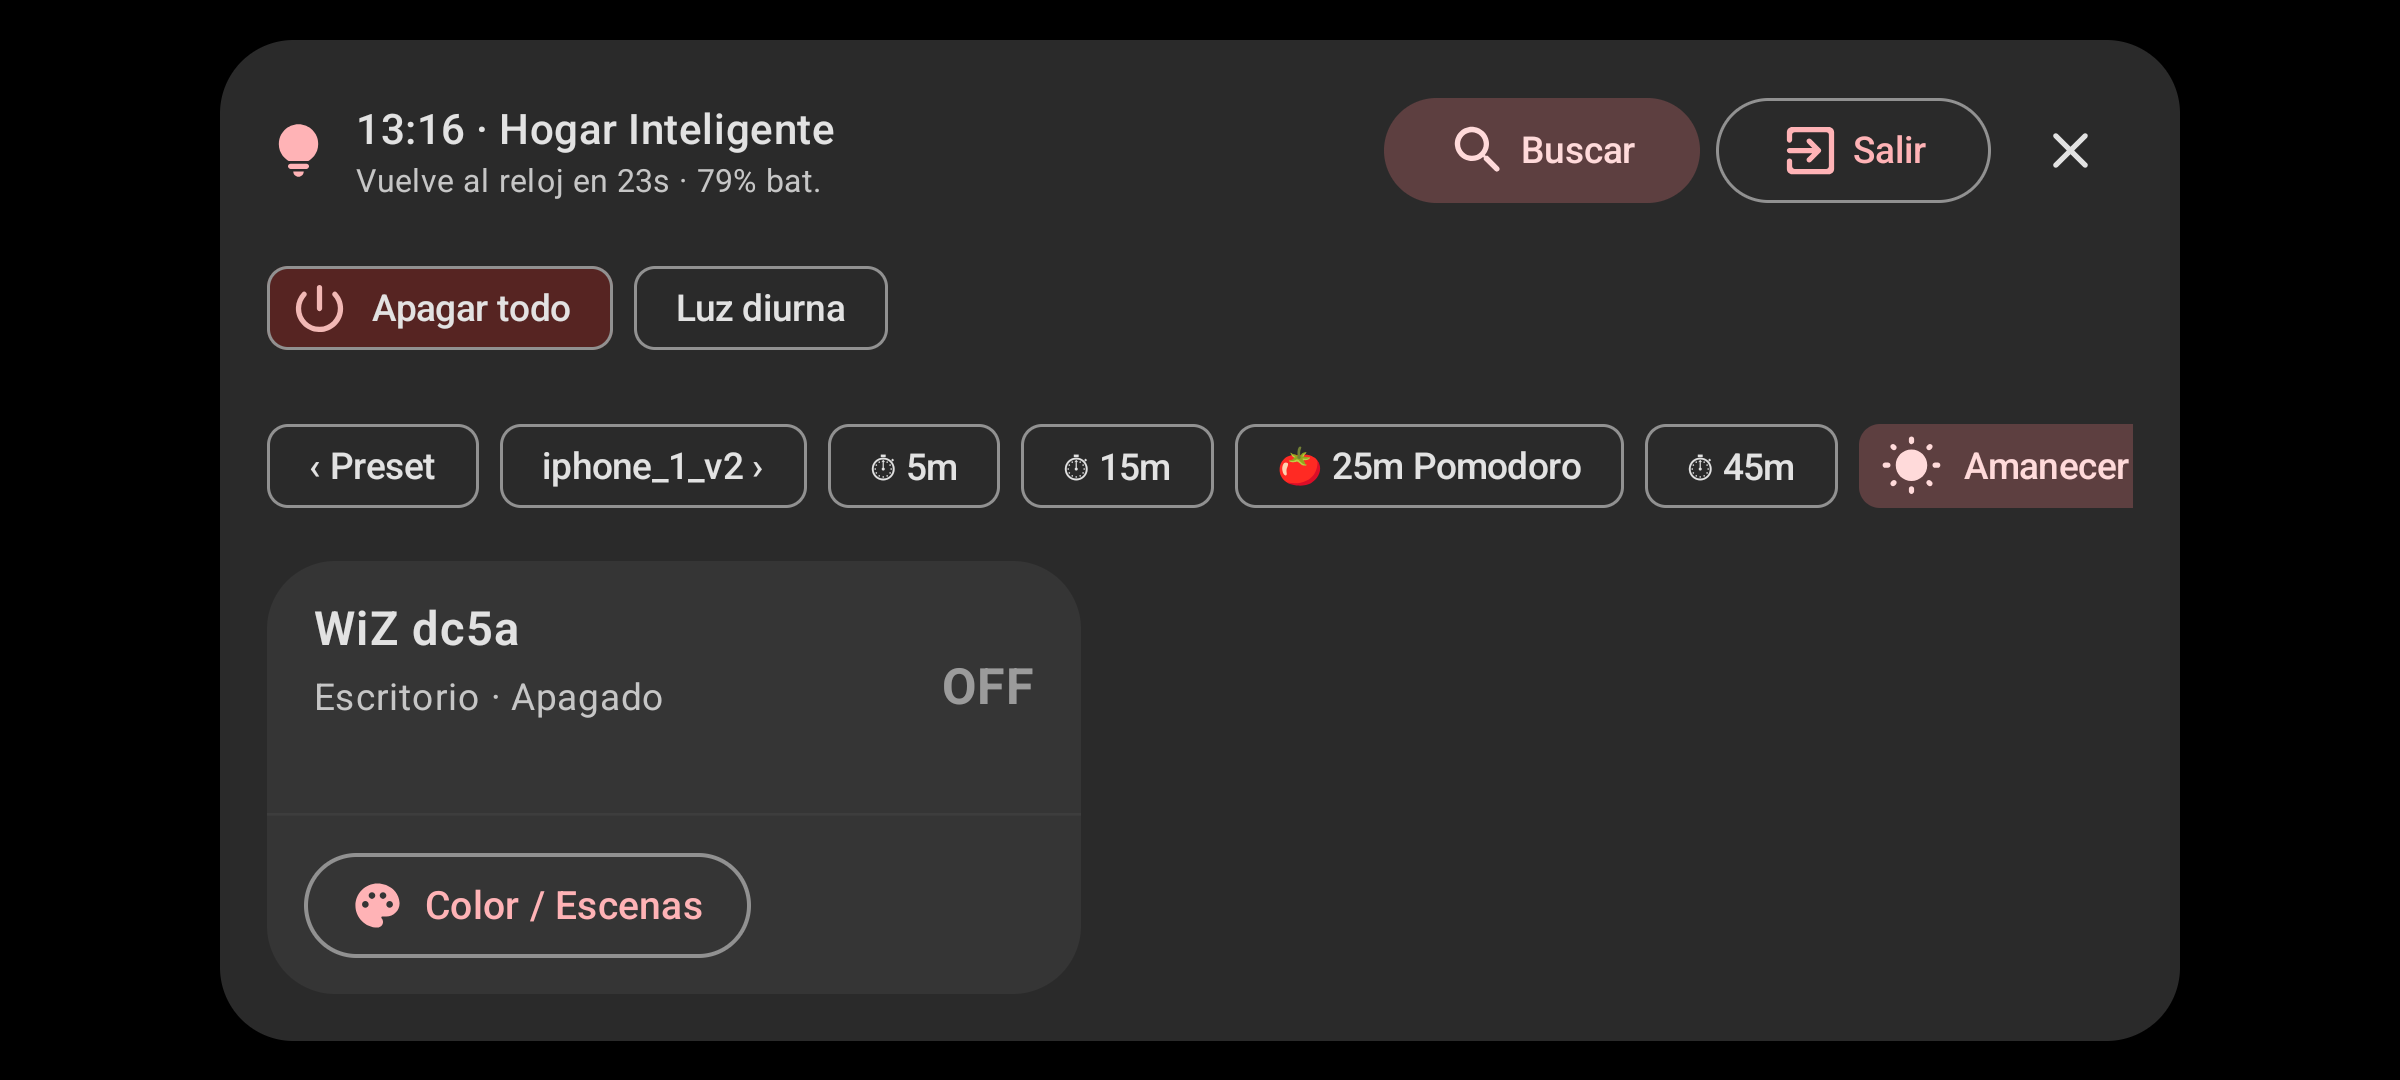 13:16 · Hogar Inteligente
Vuelve al reloj en 23s · 79% bat.
Buscar
Salir
Apagar todo
Luz diurna
‹ Preset
iphone_1_v2 ›
⏱ 5m
⏱ 15m
🍅 25m Pomodoro
⏱ 45m
Amanecer
WiZ dc5a
Escritorio · Apagado
OFF
Color / Escenas